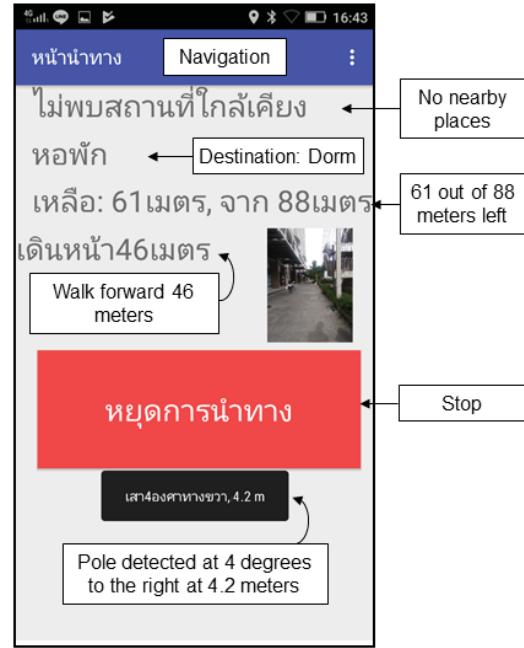 4G LINE 16:43
หน้านำทาง Navigation
ไม่พบสถานที่ใกล้เคียง
No nearby
places
หอพัก
Destination: Dorm
เหลือ: 61เมตร, จาก 88เมตร
61 out of 88
meters left
เดินหน้า46เมตร
Walk forward 46
meters
หยุดการนำทาง
Stop
เสา4องศาทางขวา, 4.2 m
Pole detected at 4 degrees
to the right at 4.2 meters